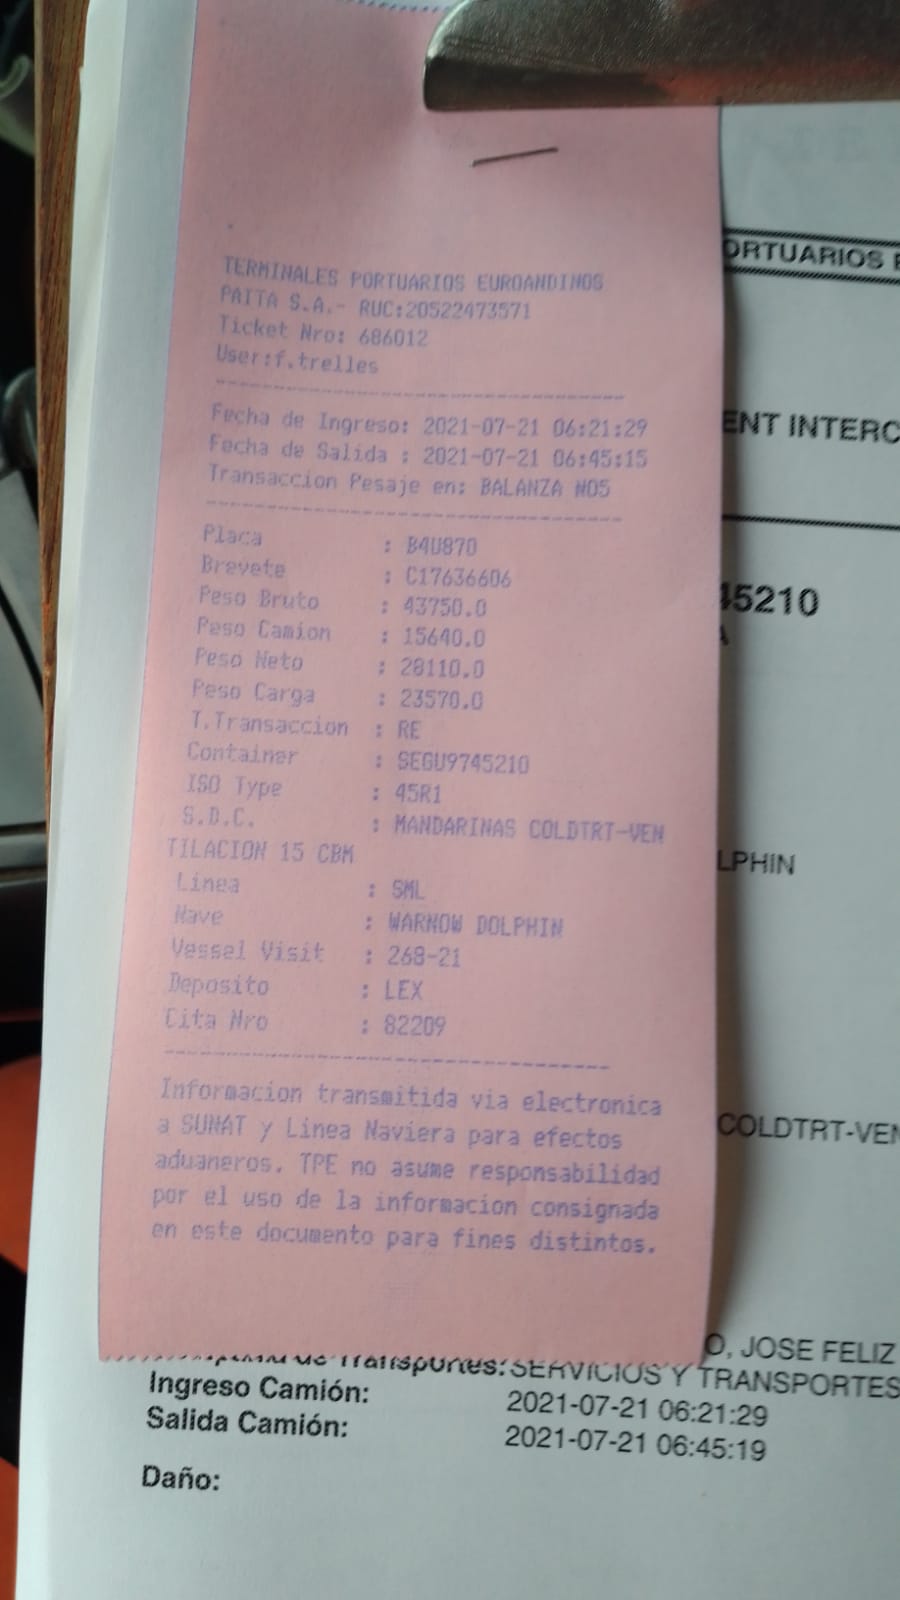 TERMINALES PORTUARIOS EUROANDINOS
PAITA S.A.- RUC:20522473571
Ticket Nro: 686012
User:f.trelles
Fecha de Ingreso: 2021-07-21 06:21:29
Fecha de Salida : 2021-07-21 06:45:15
Transaccion Pesaje en: BALANZA NO5
Placa : B4U870
Brevete : C17636606
Peso Bruto : 43750.0
Peso Camion : 15640.0
Peso Neto : 28110.0
Peso Carga : 23570.0
T.Transaccion : RE
Container : SEGU9745210
ISO Type : 45R1
S.D.C. : MANDARINAS COLDTRT-VEN
TILACION 15 CBM
Linea : SML
Nave : WARNOW DOLPHIN
Vessel Visit : 268-21
Deposito : LEX
Cita Nro : 82209
Informacion transmitida via electronica
a SUNAT y Linea Naviera para efectos
aduaneros. TPE no asume responsabilidad
por el uso de la informacion consignada
en este documento para fines distintos.
ORTUARIOS E
ENT INTERC
45210
A
LPHIN
COLDTRT-VEN
O, JOSE FELIZ
de Transportes: SERVICIOS Y TRANSPORTES
Ingreso Camión: 2021-07-21 06:21:29
Salida Camión: 2021-07-21 06:45:19
Daño: